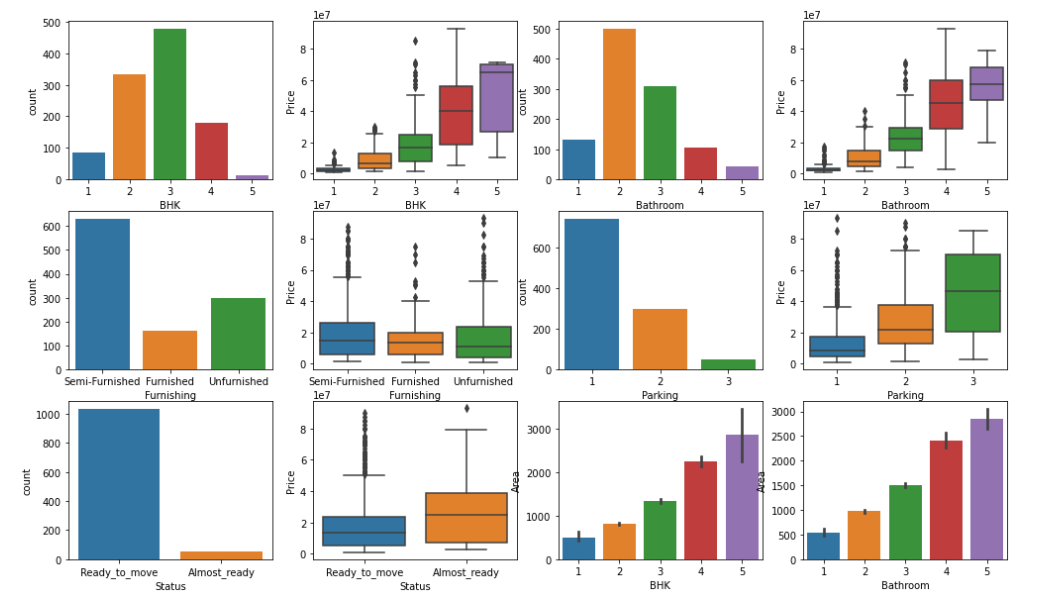 count
500
400
300
200
100
0
1 2 3 4 5
BHK
1e7
Price
8
6
4
2
0
1 2 3 4 5
BHK
count
500
400
300
200
100
0
1 2 3 4 5
Bathroom
1e7
Price
8
6
4
2
0
1 2 3 4 5
Bathroom
count
600
500
400
300
200
100
0
Semi-Furnished Furnished Unfurnished
Furnishing
1e7
Price
8
6
4
2
0
Semi-Furnished Furnished Unfurnished
Furnishing
count
600
400
200
0
1 2 3
Parking
1e7
Price
8
6
4
2
0
1 2 3
Parking
count
1000
800
600
400
200
0
Ready_to_move Almost_ready
Status
1e7
Price
8
6
4
2
0
Ready_to_move Almost_ready
Status
Area
3000
2000
1000
0
1 2 3 4 5
BHK
Area
3000
2500
2000
1500
1000
500
0
1 2 3 4 5
Bathroom